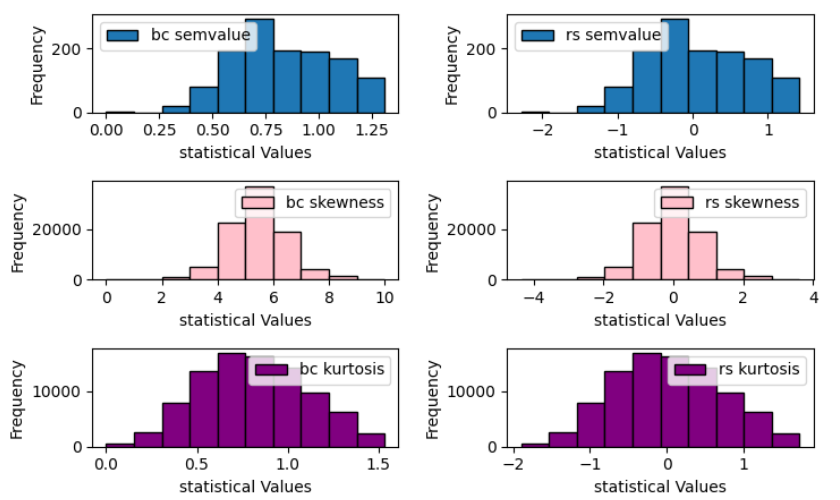 bc semvalue
200
0
Frequency
0.00 0.25 0.50 0.75 1.00 1.25
statistical Values
rs semvalue
200
0
Frequency
−2 −1 0 1
statistical Values
bc skewness
20000
0
Frequency
0 2 4 6 8 10
statistical Values
rs skewness
20000
0
Frequency
−4 −2 0 2 4
statistical Values
bc kurtosis
10000
0
Frequency
0.0 0.5 1.0 1.5
statistical Values
rs kurtosis
10000
0
Frequency
−2 −1 0 1
statistical Values